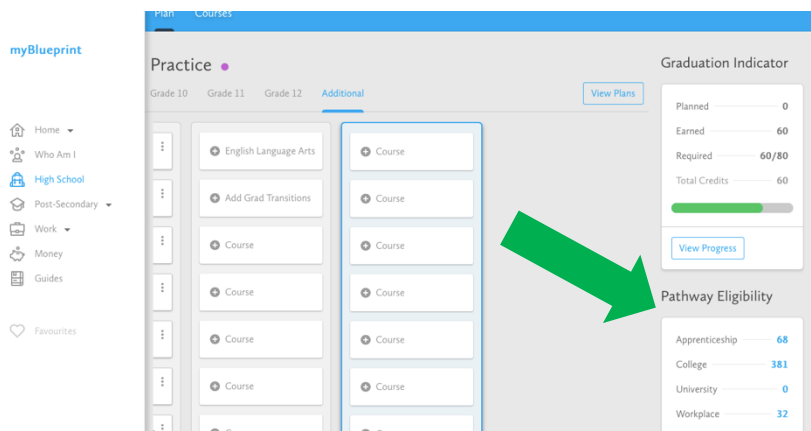 Plan Courses
myBlueprint
Home
Who Am I
High School
Post-Secondary
Work
Money
Guides
Favourites
Practice
Grade 10 Grade 11 Grade 12 Additional
View Plans
English Language Arts
Add Grad Transitions
Course
Course
Course
Course
Course
Course
Course
Course
Course
Course
Graduation Indicator
Planned 0
Earned 60
Required 60/80
Total Credits 60
View Progress
Pathway Eligibility
Apprenticeship 68
College 381
University 0
Workplace 32